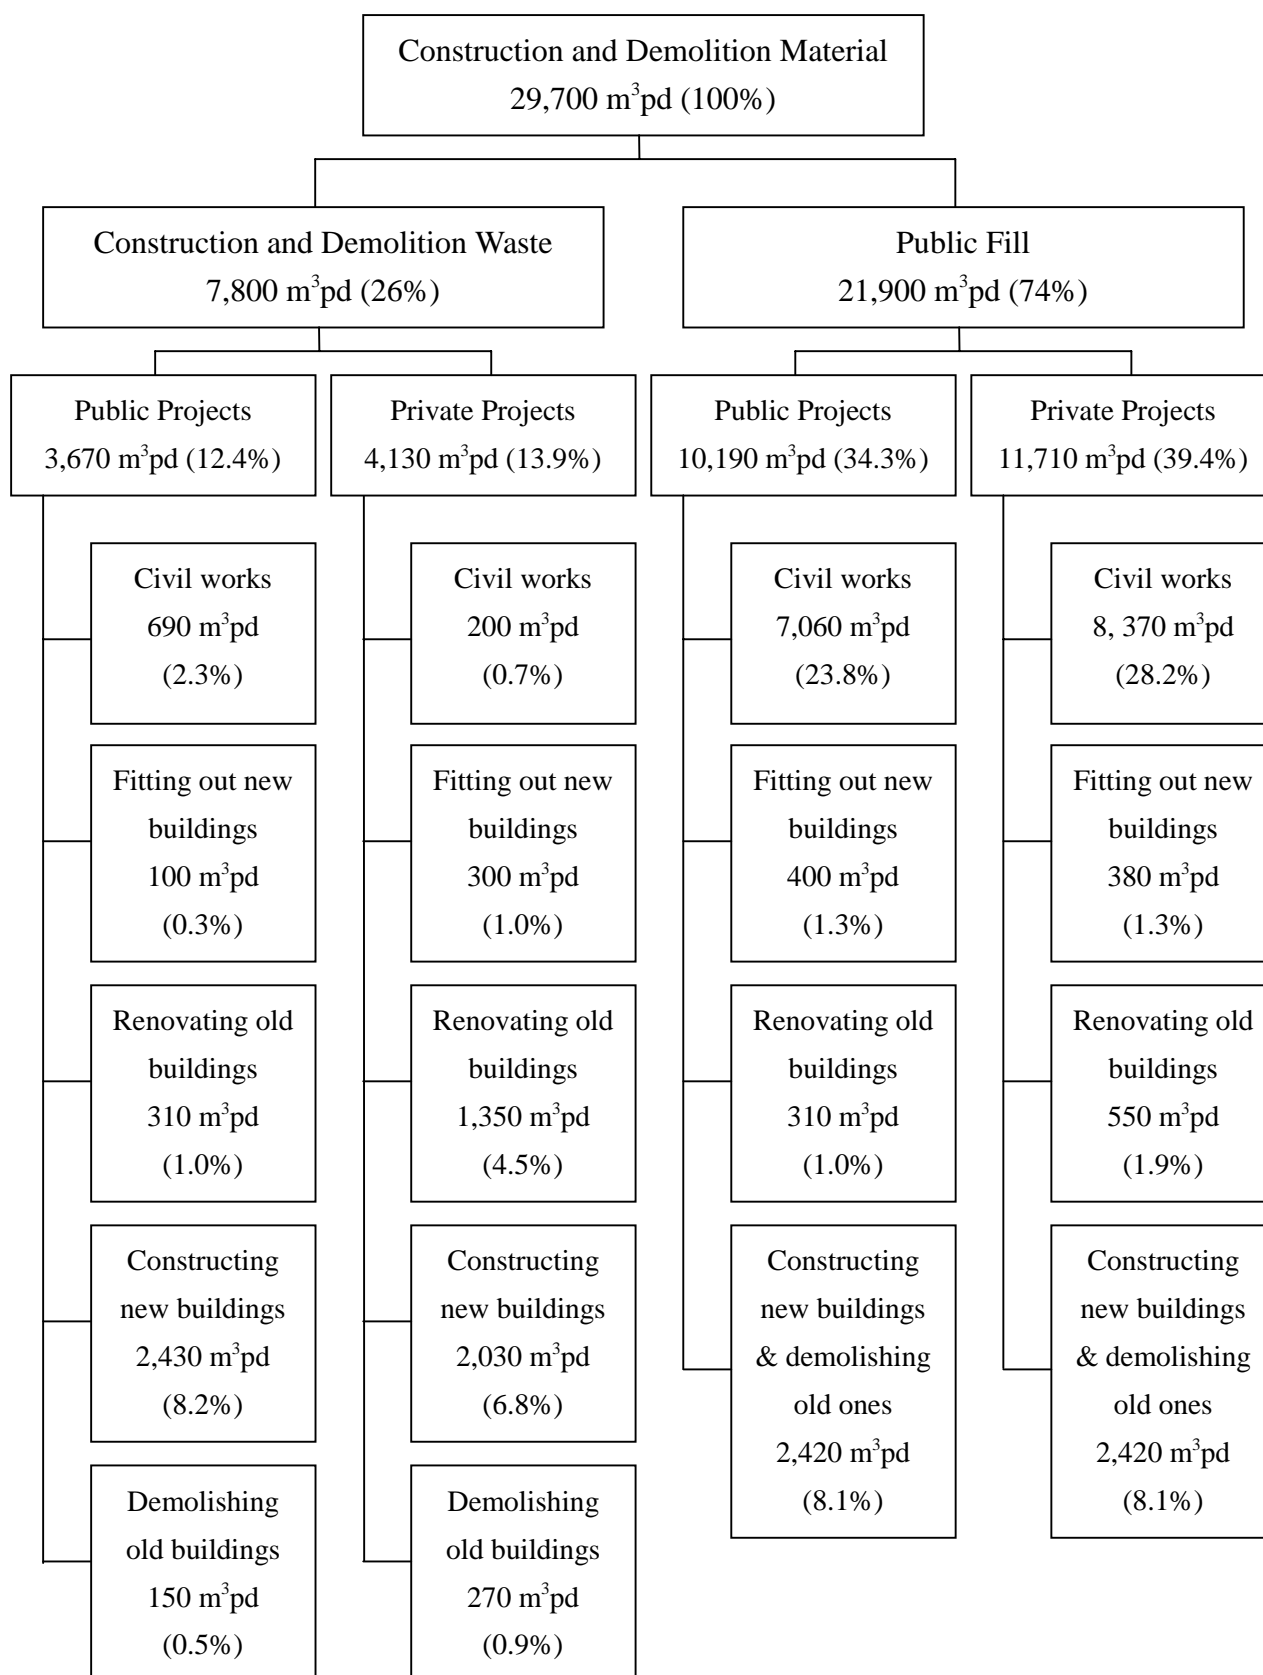 Construction and Demolition Material
29,700 m³pd (100%)
Construction and Demolition Waste
7,800 m³pd (26%)
Public Fill
21,900 m³pd (74%)
Public Projects
3,670 m³pd (12.4%)
Private Projects
4,130 m³pd (13.9%)
Public Projects
10,190 m³pd (34.3%)
Private Projects
11,710 m³pd (39.4%)
Civil works
690 m³pd
(2.3%)
Civil works
200 m³pd
(0.7%)
Civil works
7,060 m³pd
(23.8%)
Civil works
8, 370 m³pd
(28.2%)
Fitting out new
buildings
100 m³pd
(0.3%)
Fitting out new
buildings
300 m³pd
(1.0%)
Fitting out new
buildings
400 m³pd
(1.3%)
Fitting out new
buildings
380 m³pd
(1.3%)
Renovating old
buildings
310 m³pd
(1.0%)
Renovating old
buildings
1,350 m³pd
(4.5%)
Renovating old
buildings
310 m³pd
(1.0%)
Renovating old
buildings
550 m³pd
(1.9%)
Constructing
new buildings
2,430 m³pd
(8.2%)
Constructing
new buildings
2,030 m³pd
(6.8%)
Constructing
new buildings
& demolishing
old ones
2,420 m³pd
(8.1%)
Constructing
new buildings
& demolishing
old ones
2,420 m³pd
(8.1%)
Demolishing
old buildings
150 m³pd
(0.5%)
Demolishing
old buildings
270 m³pd
(0.9%)